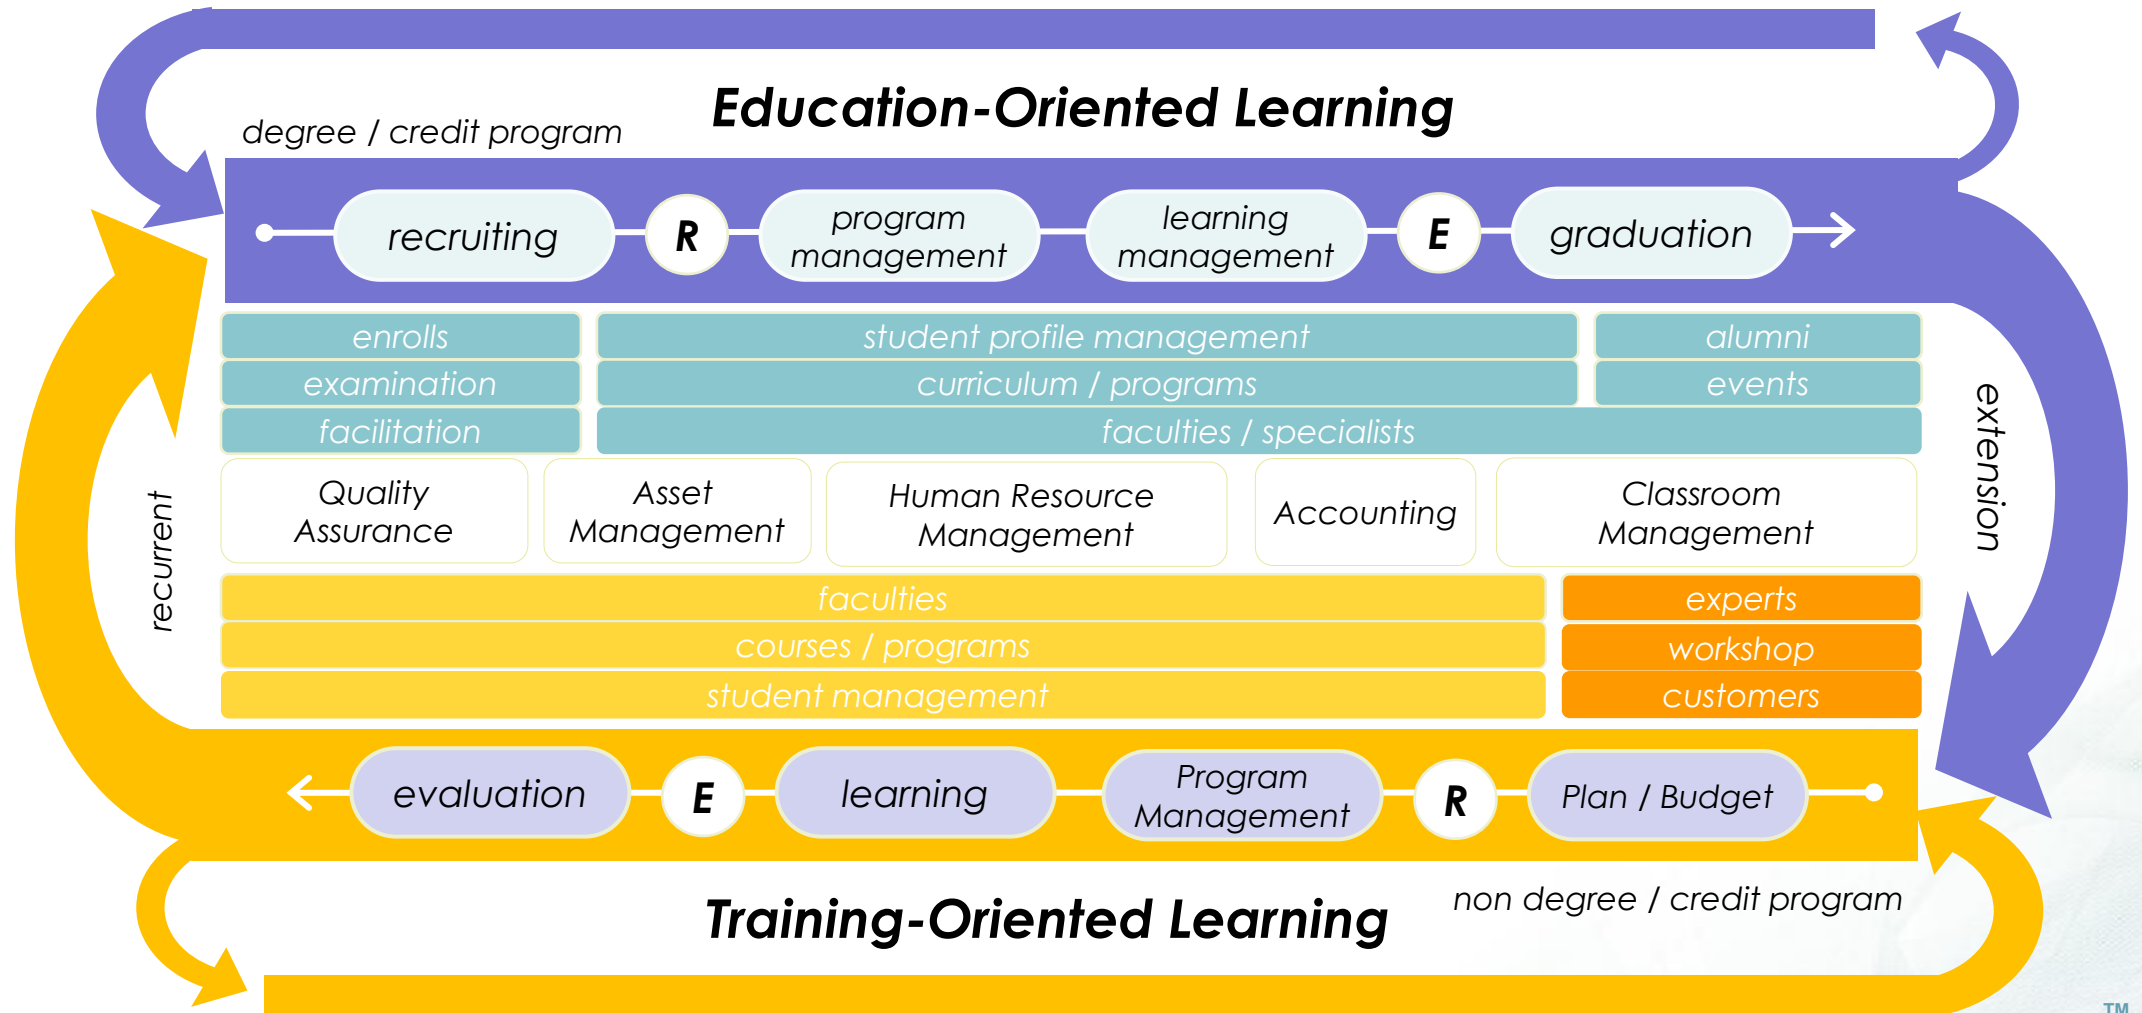 Education-Oriented Learning
degree / credit program
recruiting
R
program
management
learning
management
E
graduation
enrolls
student profile management
alumni
examination
curriculum / programs
events
facilitation
faculties / specialists
extension
recurrent
Quality
Assurance
Asset
Management
Human Resource
Management
Accounting
Classroom
Management
faculties
experts
courses / programs
workshop
student management
customers
evaluation
E
learning
Program
Management
R
Plan / Budget
Training-Oriented Learning
non degree / credit program
TM